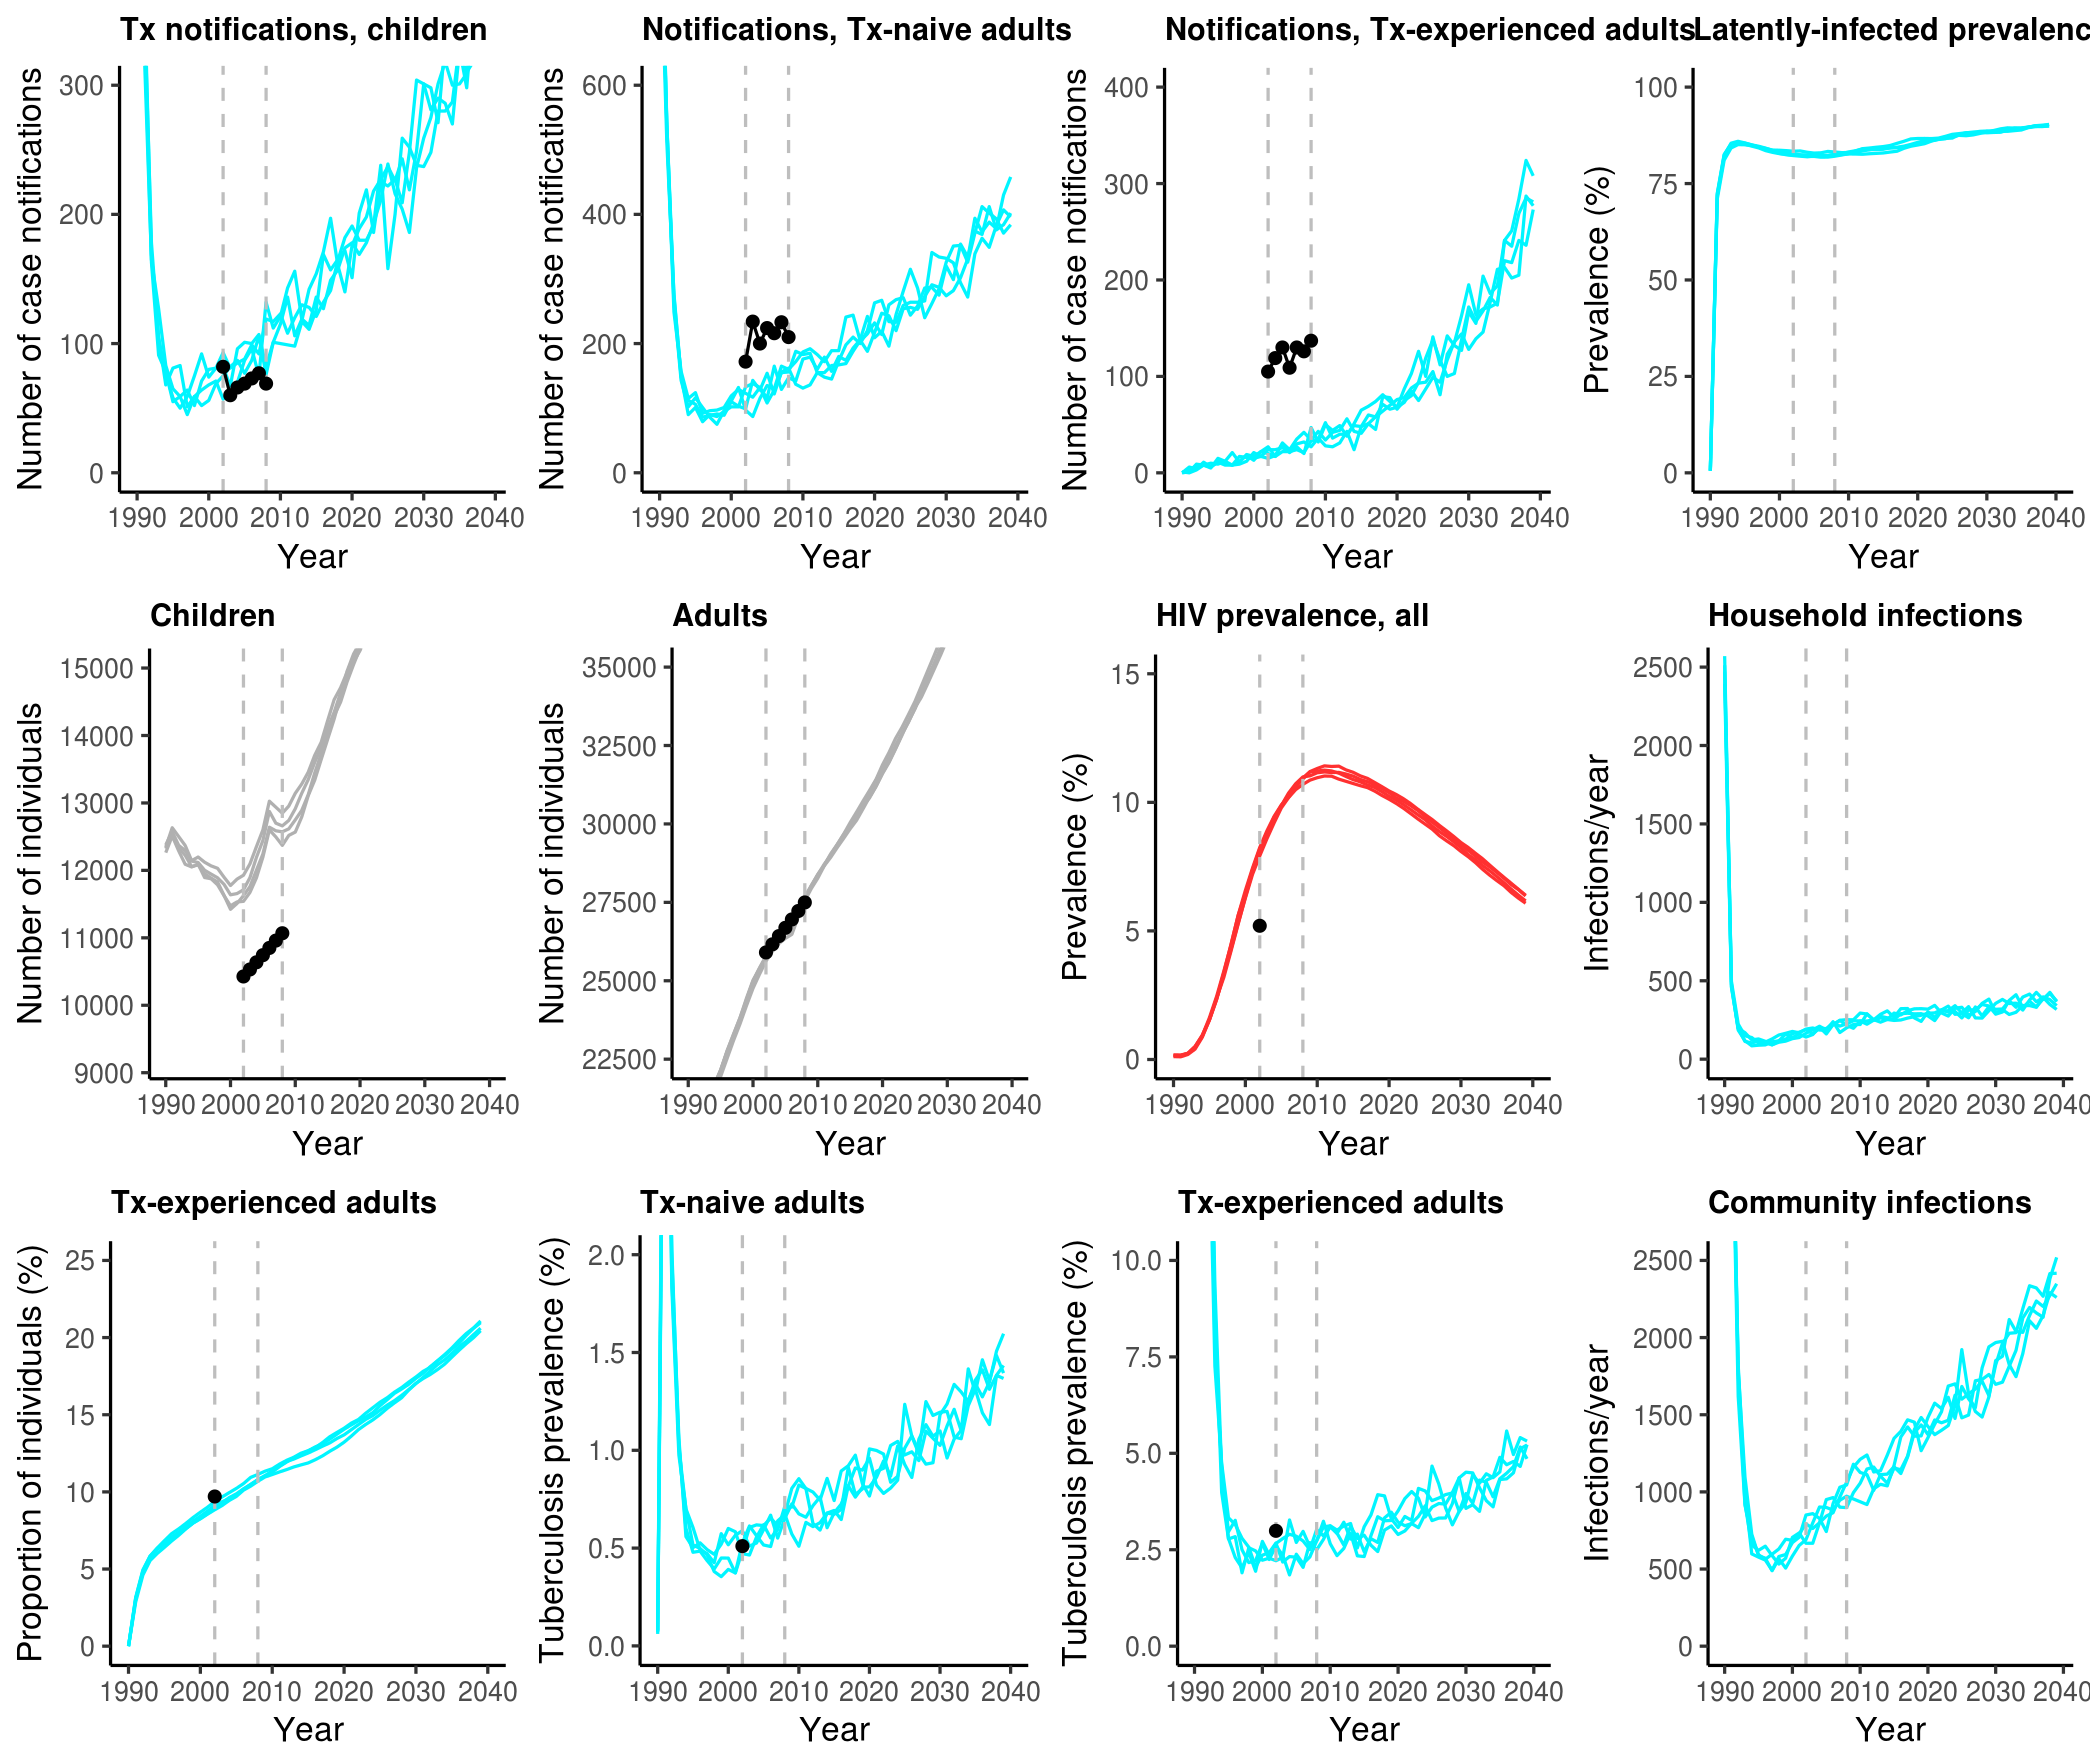 Tx notifications, children
Number of case notifications
300
200
100
0
1990 2000 2010 2020 2030 2040
Year
Notifications, Tx-naive adults
Number of case notifications
600
400
200
0
1990 2000 2010 2020 2030 2040
Year
Notifications, Tx-experienced adults
Number of case notifications
400
300
200
100
0
1990 2000 2010 2020 2030 2040
Year
Latently-infected prevalenc
Prevalence (%)
100
75
50
25
0
1990 2000 2010 2020 2030 2040
Year
Children
Number of individuals
15000
14000
13000
12000
11000
10000
9000
1990 2000 2010 2020 2030 2040
Year
Adults
Number of individuals
35000
32500
30000
27500
25000
22500
1990 2000 2010 2020 2030 2040
Year
HIV prevalence, all
Prevalence (%)
15
10
5
0
1990 2000 2010 2020 2030 2040
Year
Household infections
Infections/year
2500
2000
1500
1000
500
0
1990 2000 2010 2020 2030 2040
Year
Tx-experienced adults
Proportion of individuals (%)
25
20
15
10
5
0
1990 2000 2010 2020 2030 2040
Year
Tx-naive adults
Tuberculosis prevalence (%)
2.0
1.5
1.0
0.5
0.0
1990 2000 2010 2020 2030 2040
Year
Tx-experienced adults
Tuberculosis prevalence (%)
10.0
7.5
5.0
2.5
0.0
1990 2000 2010 2020 2030 2040
Year
Community infections
Infections/year
2500
2000
1500
1000
500
0
1990 2000 2010 2020 2030 2040
Year